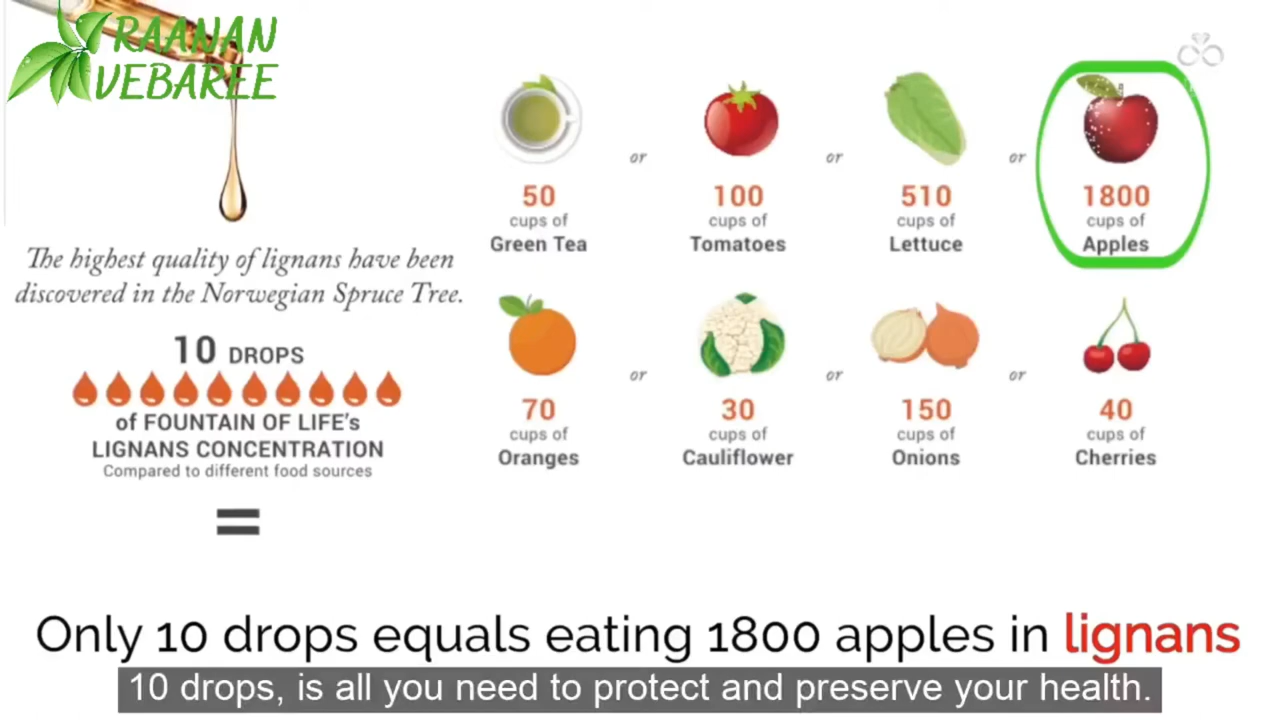 RAANAN
VEBAREE
The highest quality of lignans have been
discovered in the Norwegian Spruce Tree.
10 DROPS
of FOUNTAIN OF LIFE's
LIGNANS CONCENTRATION
Compared to different food sources
=
50
cups of
Green Tea
or
100
cups of
Tomatoes
or
510
cups of
Lettuce
or
1800
cups of
Apples
70
cups of
Oranges
or
30
cups of
Cauliflower
or
150
cups of
Onions
or
40
cups of
Cherries
Only 10 drops equals eating 1800 apples in lignans
10 drops, is all you need to protect and preserve your health.